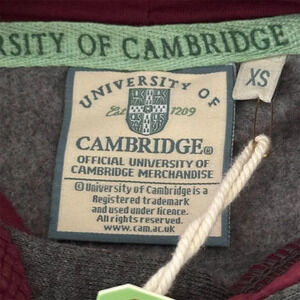 RSITY OF CAMBRIDGE
XS
UNIVERSITY OF
Est 1209
CAMBRIDGE
OFFICIAL UNIVERSITY OF
CAMBRIDGE MERCHANDISE
© University of Cambridge is a
Registered trademark
and used under licence.
All rights reserved.
www.cam.ac.uk